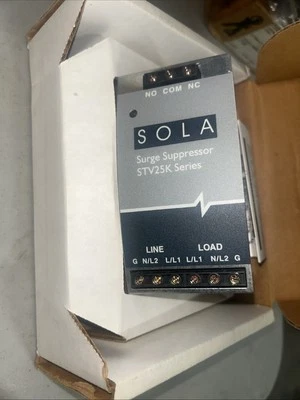 NO COM NC
SOLA
Surge Suppressor
STV25K Series
LINE LOAD
G N/L2 L/L1 L/L1 N/L2 G